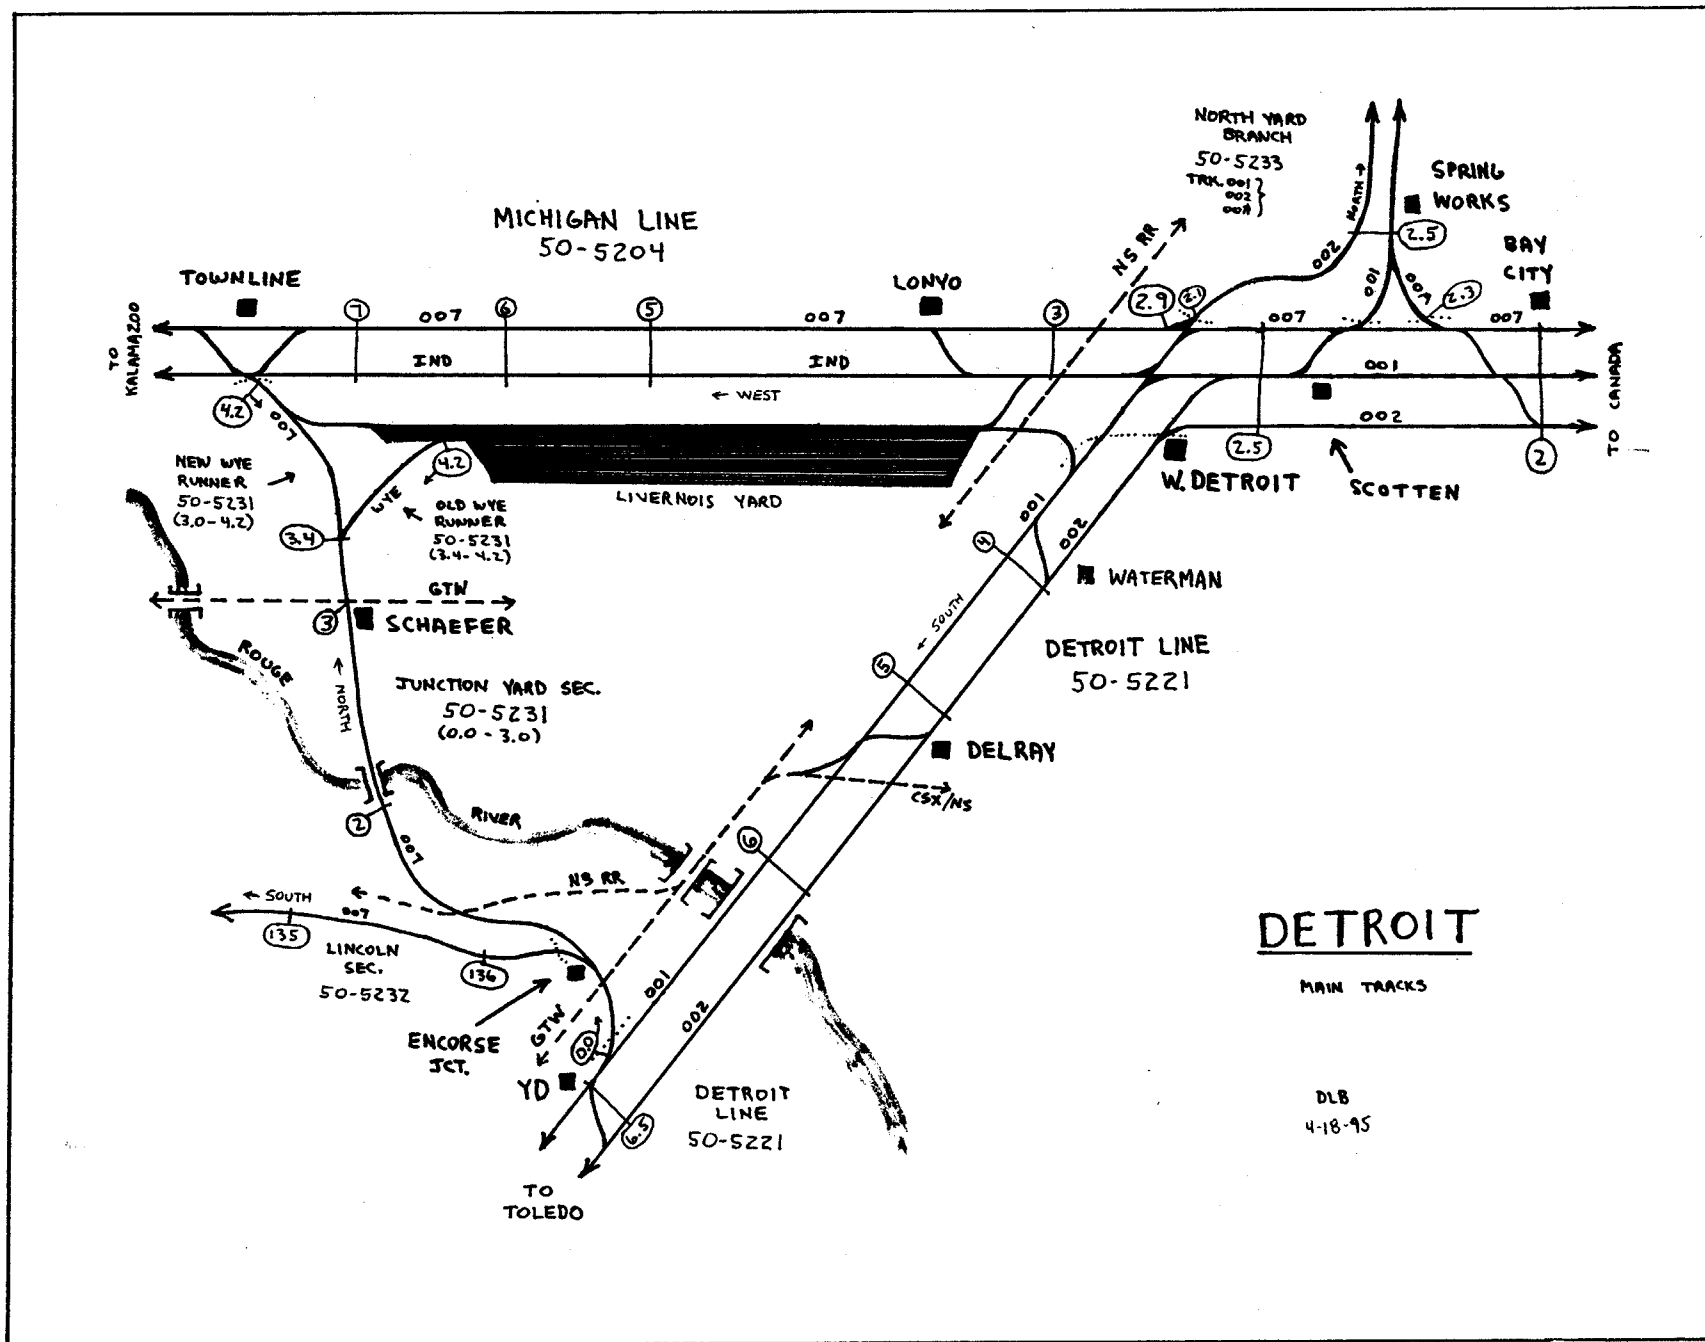 NORTH YARD
BRANCH
50-5233
TRK. 001
002
00A
SPRING
WORKS
NORTH →
2.5
MICHIGAN LINE
50-5204
NS RR
002
001
00A
2.3
BAY
CITY
TOWNLINE
LONYO
TO
KALAMAZOO
7
007
6
5
007
3
2.9
2.1
007
007
IND
IND
001
TO CANADA
← WEST
4.2
007
002
2.5
2
NEW WYE
RUNNER
50-5231
(3.0-4.2)
4.2
WYE
OLD WYE
RUNNER
50-5231
(3.4-4.2)
LIVERNOIS YARD
W. DETROIT
SCOTTEN
3.4
001
002
4
WATERMAN
GTW
3
SCHAEFER
← SOUTH
ROUGE
← NORTH
JUNCTION YARD SEC.
50-5231
(0.0-3.0)
5
DETROIT LINE
50-5221
DELRAY
CSX/NS
2
RIVER
007
6
NS RR
← SOUTH
007
135
LINCOLN
SEC.
50-5232
136
001
002
DETROIT
MAIN TRACKS
ENCORSE
JCT.
GTW
0.0
YD
6.5
DETROIT
LINE
50-5221
DLB
4-18-95
TO
TOLEDO